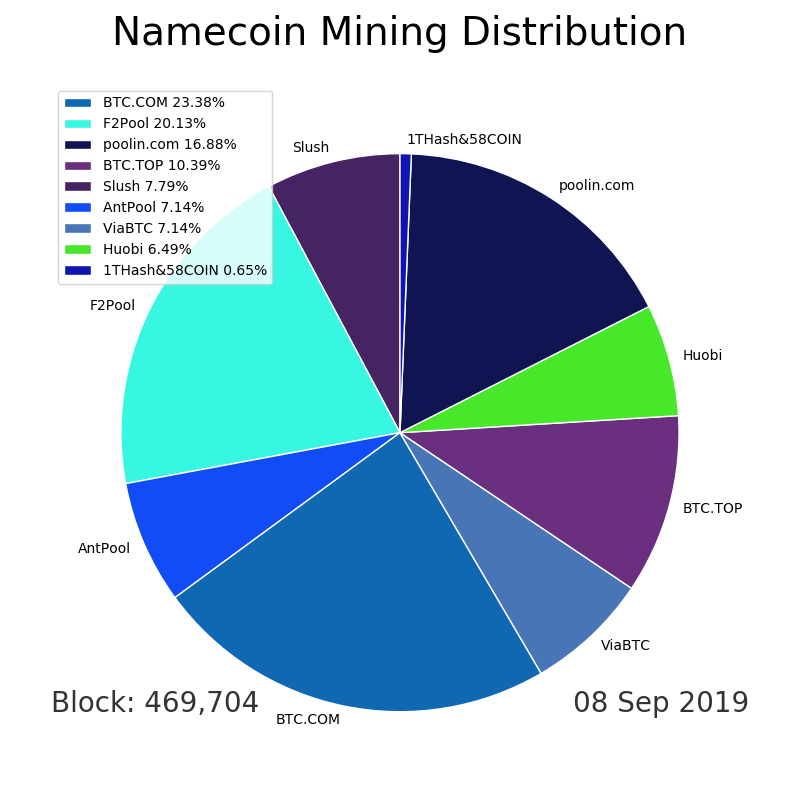 Namecoin Mining Distribution
BTC.COM 23.38%
F2Pool 20.13%
poolin.com 16.88%
BTC.TOP 10.39%
Slush 7.79%
AntPool 7.14%
ViaBTC 7.14%
Huobi 6.49%
1THash&58COIN 0.65%
Slush
1THash&58COIN
poolin.com
F2Pool
Huobi
BTC.TOP
AntPool
ViaBTC
BTC.COM
Block: 469,704
08 Sep 2019